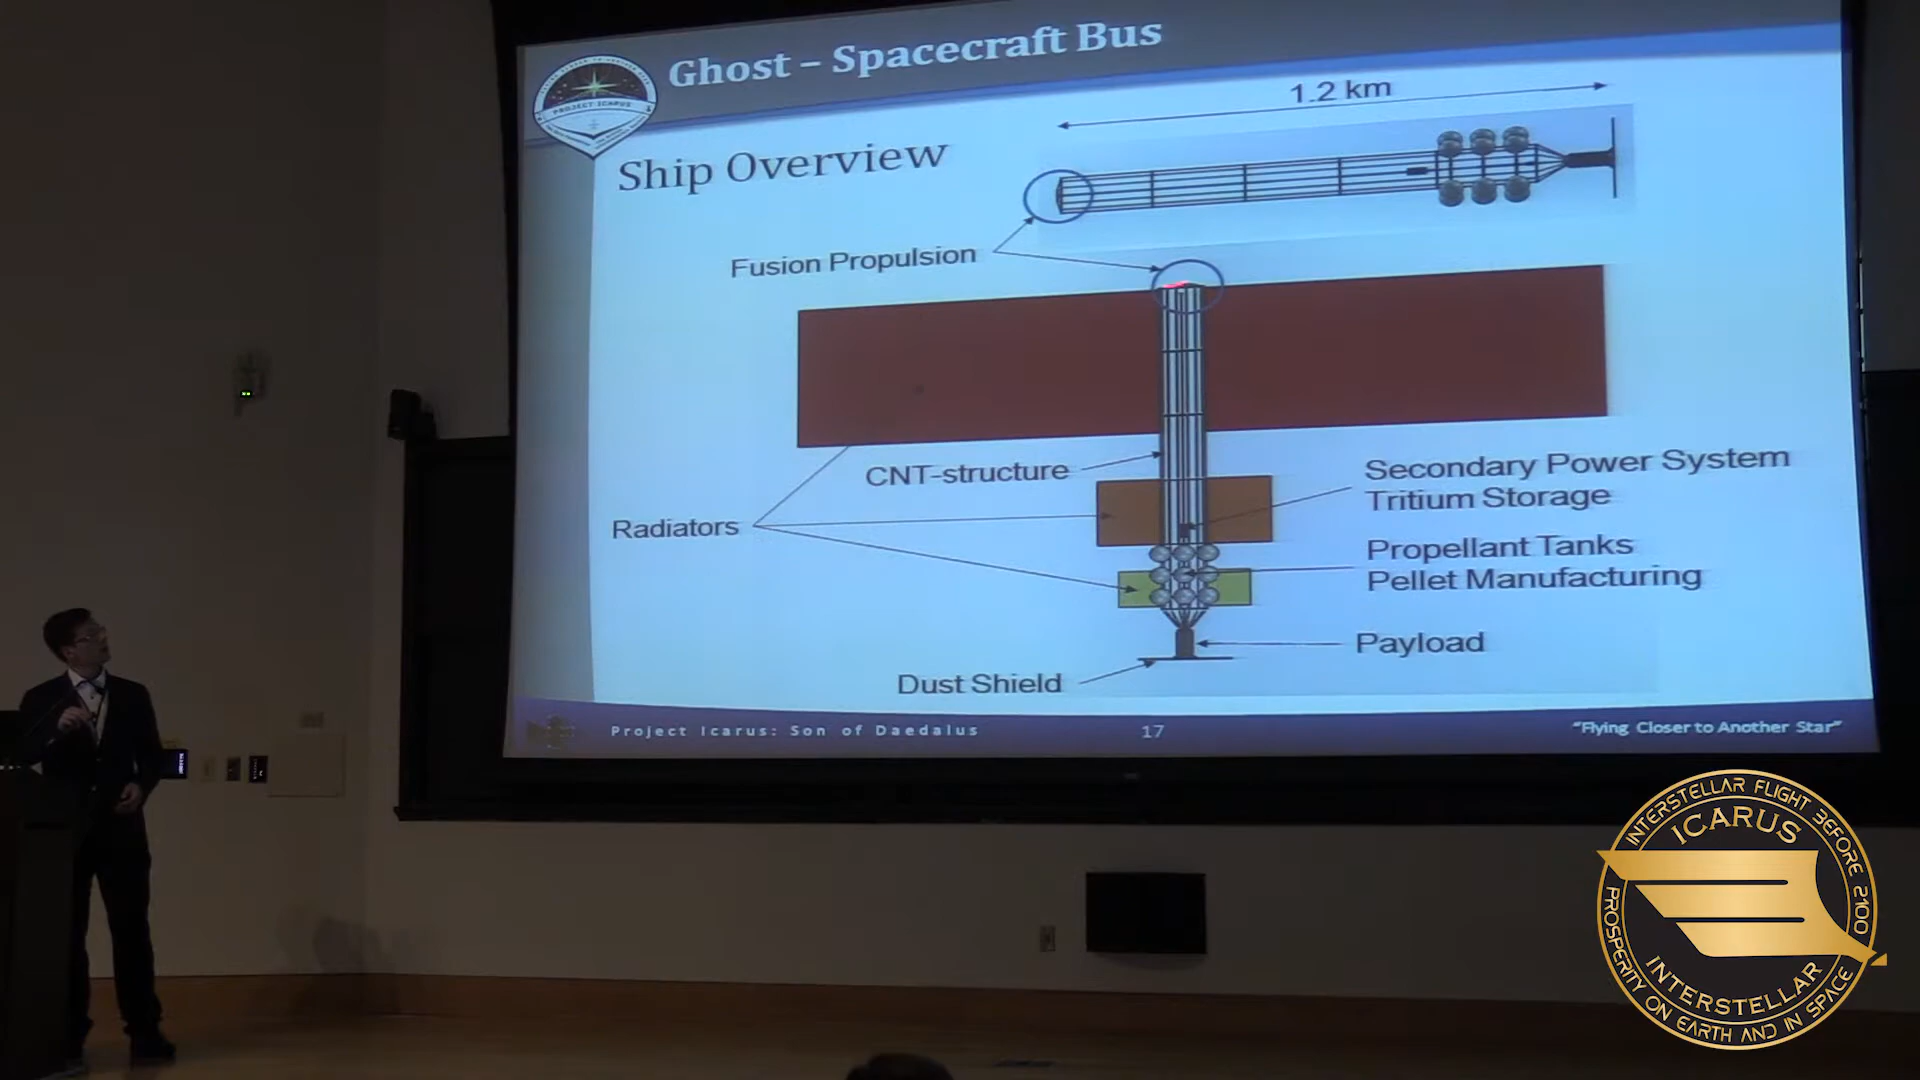 Ghost – Spacecraft Bus
PROJECT ICARUS
1.2 km
Ship Overview
Fusion Propulsion
CNT-structure
Secondary Power System
Tritium Storage
Radiators
Propellant Tanks
Pellet Manufacturing
Payload
Dust Shield
Project Icarus: Son of Daedalus
17
“Flying Closer to Another Star”
INTERSTELLAR FLIGHT BEFORE 2100
ICARUS
INTERSTELLAR
PROSPERITY ON EARTH AND IN SPACE